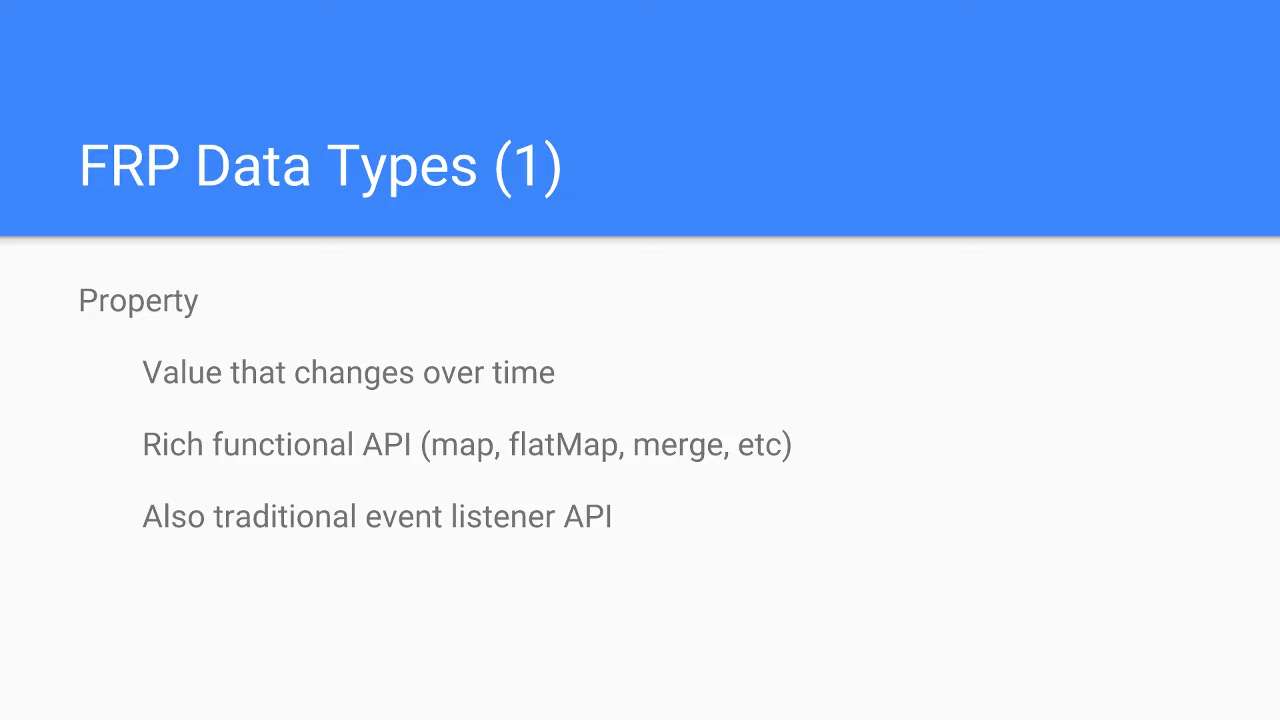 FRP Data Types (1)
Property
Value that changes over time
Rich functional API (map, flatMap, merge, etc)
Also traditional event listener API